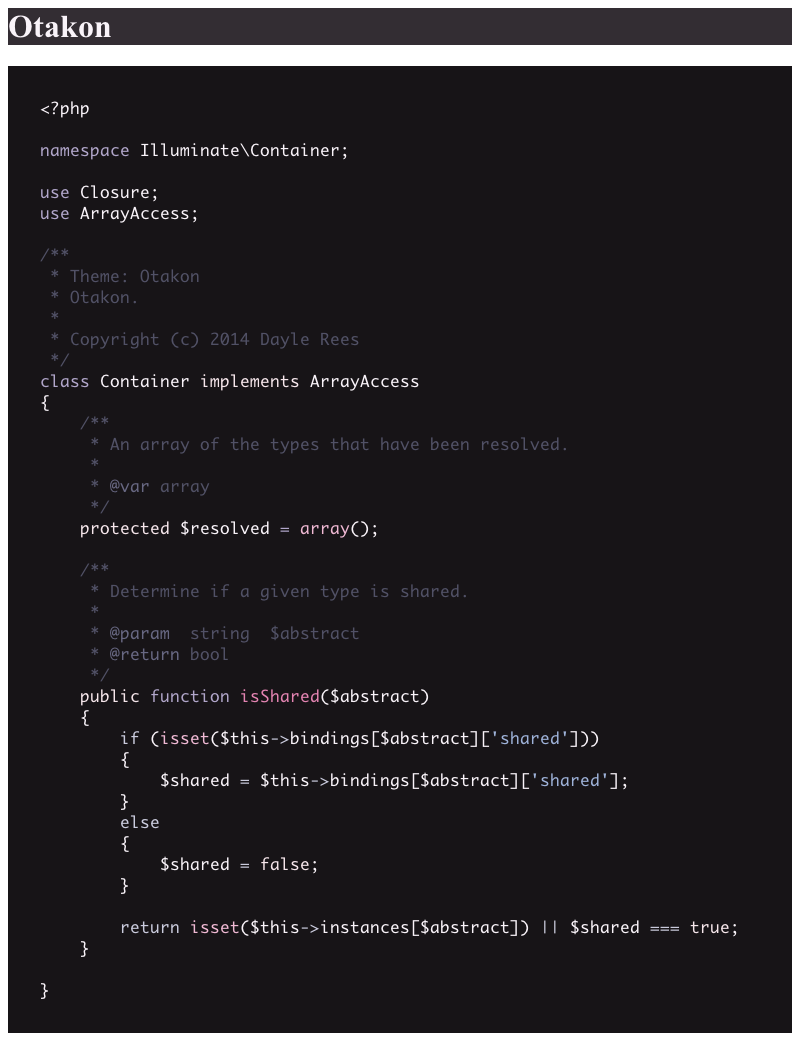 Otakon
<?php
namespace Illuminate\Container;
use Closure;
use ArrayAccess;
/**
 * Theme: Otakon
 * Otakon.
 *
 * Copyright (c) 2014 Dayle Rees
 */
class Container implements ArrayAccess
{
    /**
     * An array of the types that have been resolved.
     *
     * @var array
     */
    protected $resolved = array();
    /**
     * Determine if a given type is shared.
     *
     * @param  string  $abstract
     * @return bool
     */
    public function isShared($abstract)
    {
        if (isset($this->bindings[$abstract]['shared']))
        {
            $shared = $this->bindings[$abstract]['shared'];
        }
        else
        {
            $shared = false;
        }
        return isset($this->instances[$abstract]) || $shared === true;
    }
}